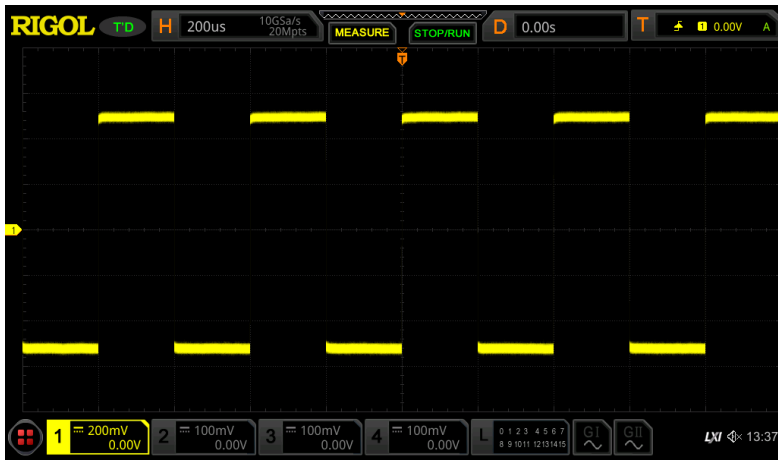 RIGOL T'D H 200us 10GSa/s 20Mpts MEASURE STOP/RUN D 0.00s T 1 0.00V A
T
1
1 200mV 0.00V 2 100mV 0.00V 3 100mV 0.00V 4 100mV 0.00V L 0 1 2 3 4 5 6 7 8 9 10 11 12 13 14 15 GI GII LXI 13:37